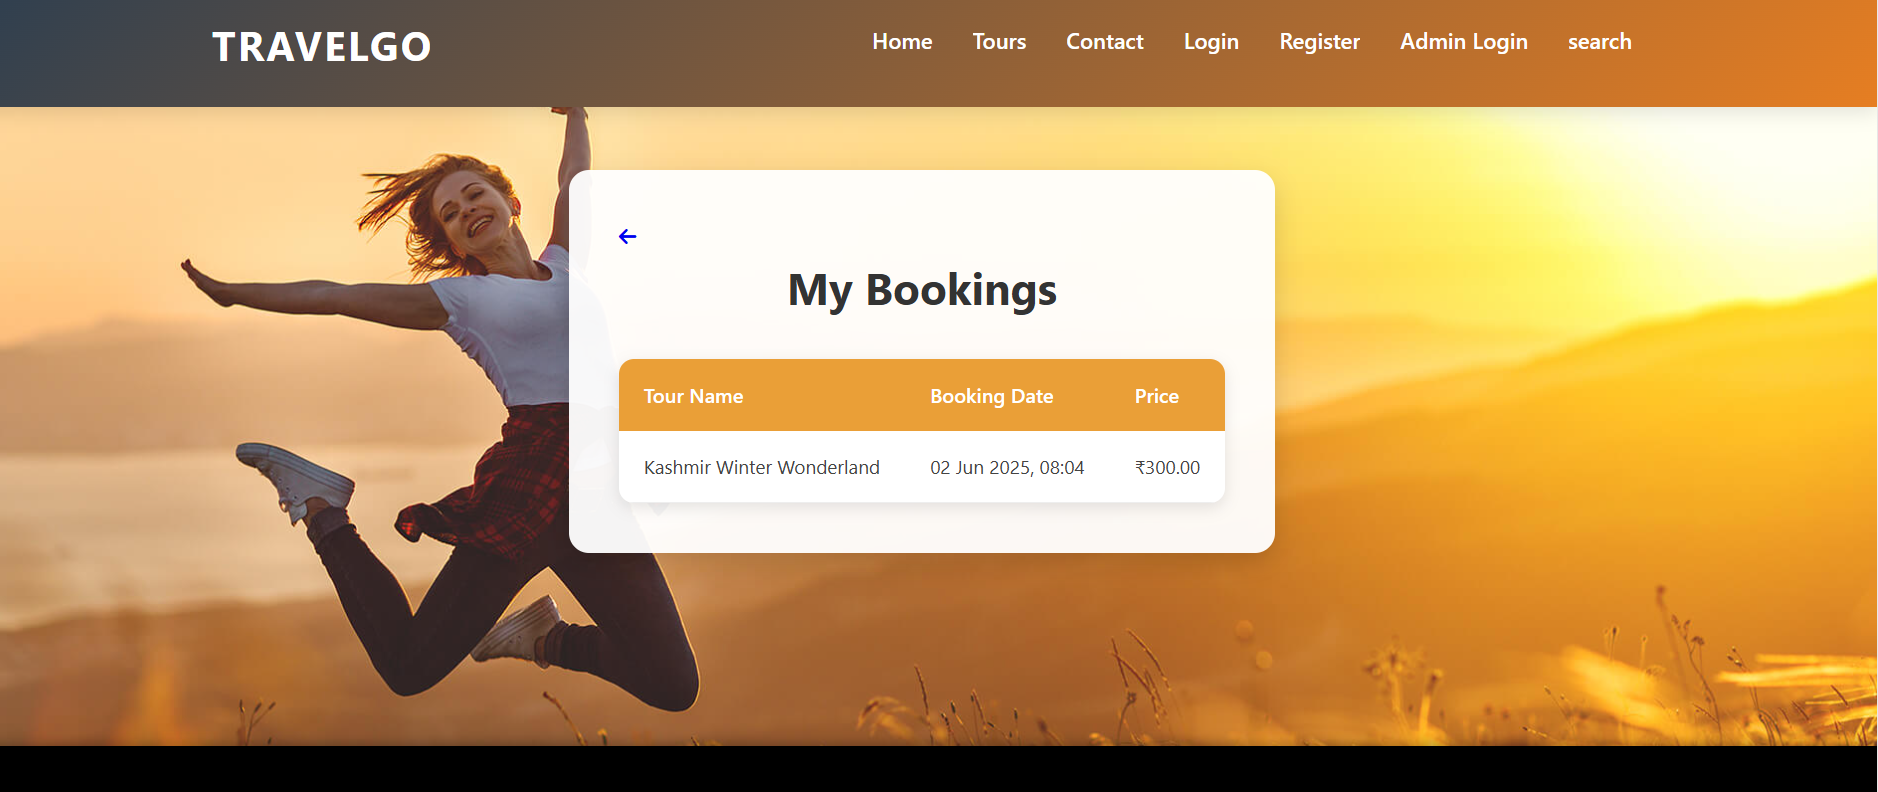 TRAVELGO
Home Tours Contact Login Register Admin Login search
My Bookings
Tour Name Booking Date Price
Kashmir Winter Wonderland 02 Jun 2025, 08:04 ₹300.00